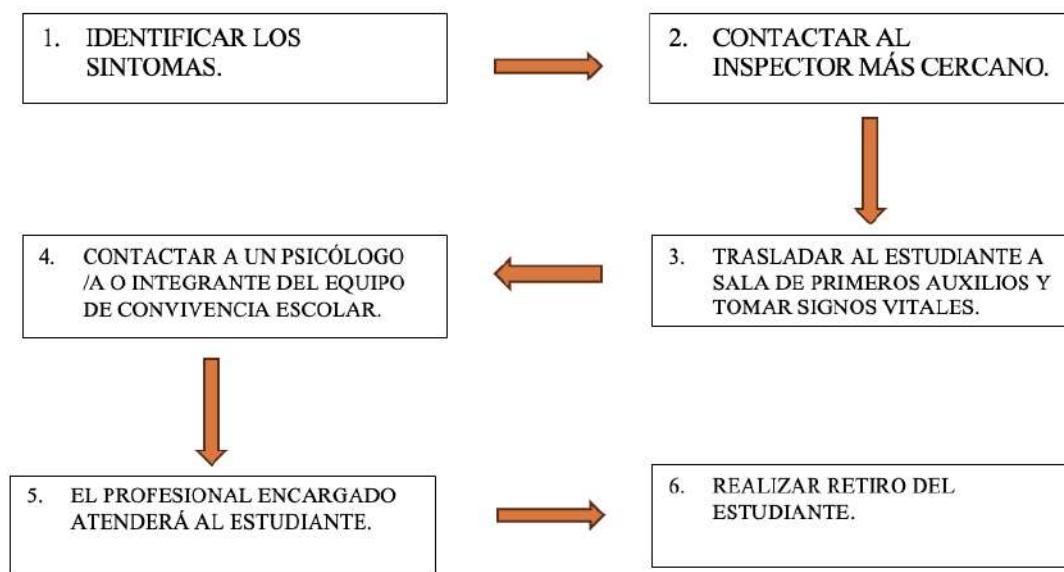 1. IDENTIFICAR LOS
SINTOMAS.
2. CONTACTAR AL
INSPECTOR MÁS CERCANO.
3. TRASLADAR AL ESTUDIANTE A
SALA DE PRIMEROS AUXILIOS Y
TOMAR SIGNOS VITALES.
4. CONTACTAR A UN PSICÓLOGO
/A O INTEGRANTE DEL EQUIPO
DE CONVIVENCIA ESCOLAR.
5. EL PROFESIONAL ENCARGADO
ATENDERÁ AL ESTUDIANTE.
6. REALIZAR RETIRO DEL
ESTUDIANTE.